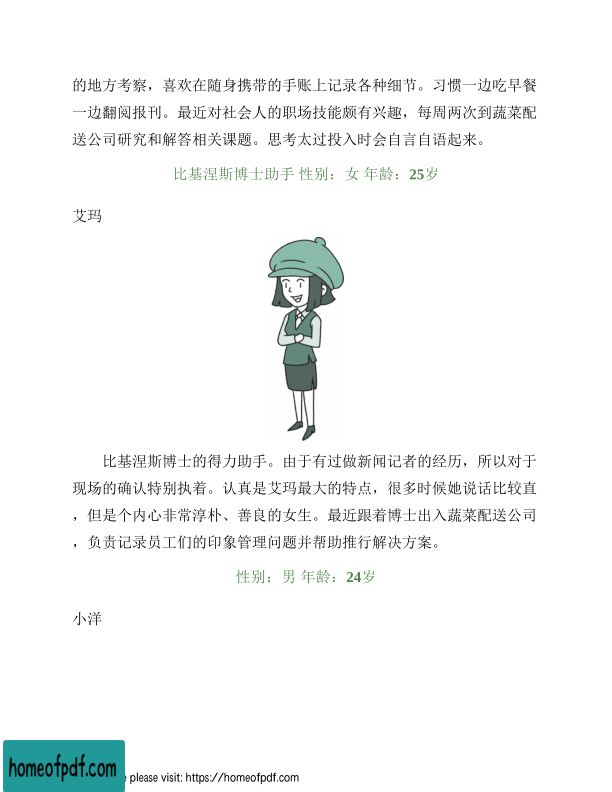 的地方考察，喜欢在随身携带的手账上记录各种细节。习惯一边吃早餐
一边翻阅报刊。最近对社会人的职场技能颇有兴趣，每周两次到蔬菜配
送公司研究和解答相关课题。思考太过投入时会自言自语起来。
比基涅斯博士助手 性别：女 年龄：25岁
艾玛
比基涅斯博士的得力助手。由于有过做新闻记者的经历，所以对于
现场的确认特别执着。认真是艾玛最大的特点，很多时候她说话比较直
，但是个内心非常淳朴、善良的女生。最近跟着博士出入蔬菜配送公司
，负责记录员工们的印象管理问题并帮助推行解决方案。
性别：男 年龄：24岁
小洋
homeofpdf.com
e please visit: https://homeofpdf.com